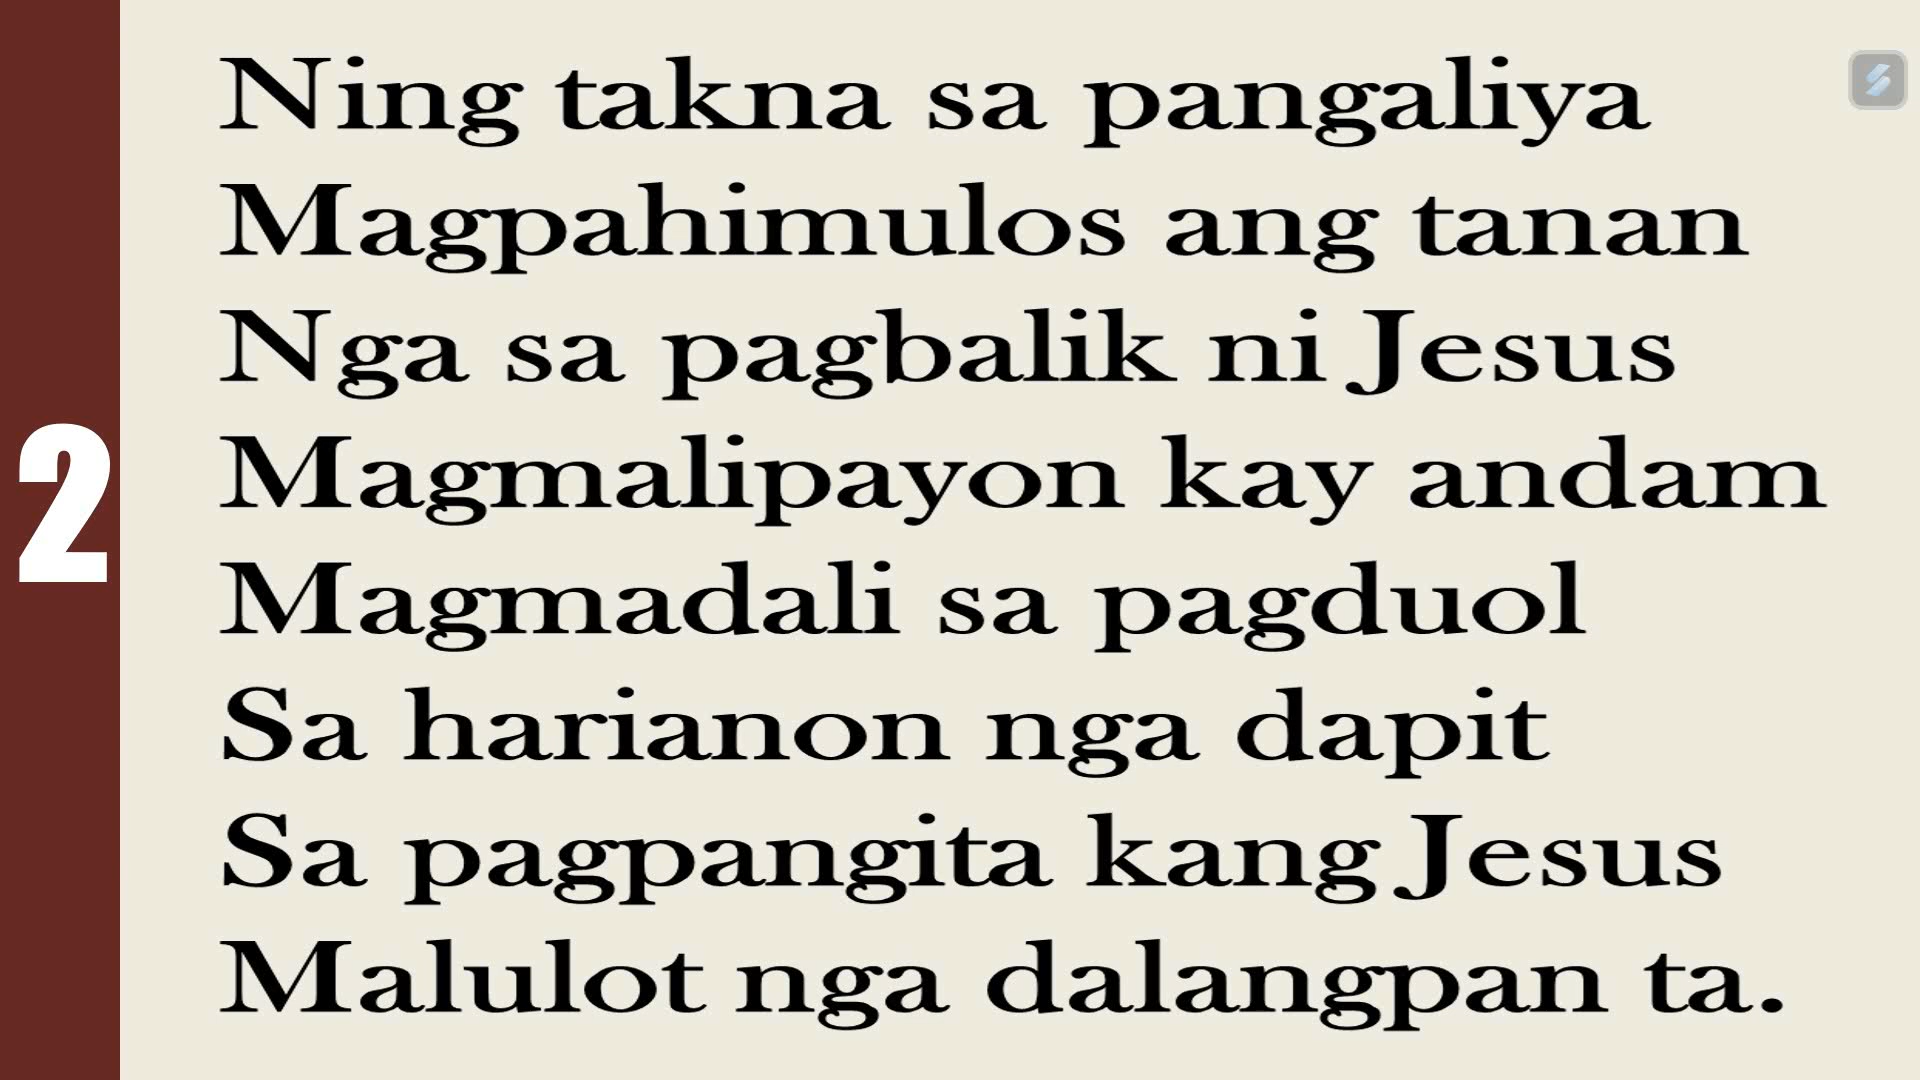 2
Ning takna sa pangaliya
Magpahimulos ang tanan
Nga sa pagbalik ni Jesus
Magmalipayon kay andam
Magmadali sa pagduol
Sa harianon nga dapit
Sa pagpangita kang Jesus
Malulot nga dalangpan ta.